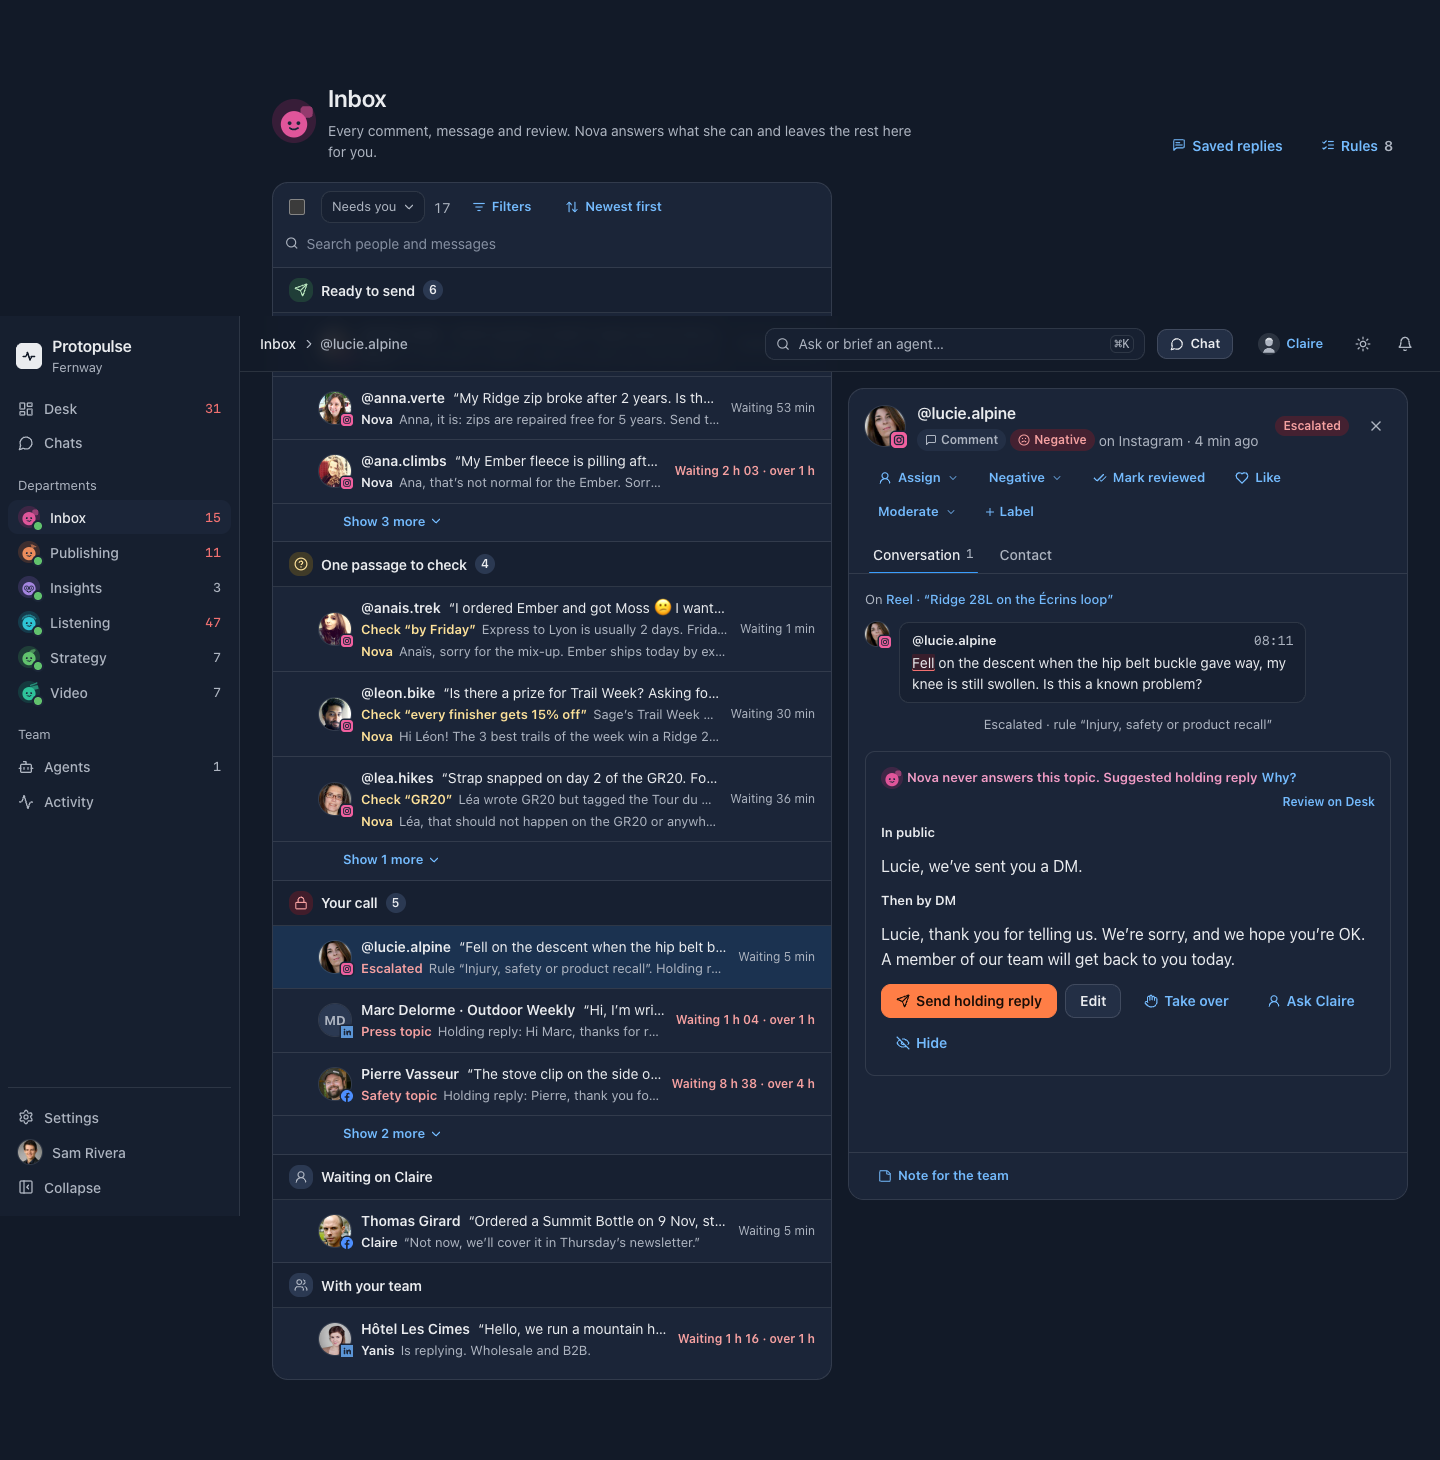 Inbox
Every comment, message and review. Nova answers what she can and leaves the rest here
for you.
Saved replies
Rules 8
Needs you
17
Filters
Newest first
Search people and messages
Ready to send 6
Protopulse
Fernway
Desk 31
Chats
Departments
Inbox 15
Publishing 11
Insights 3
Listening 47
Strategy 7
Video 7
Team
Agents 1
Activity
Settings
Sam Rivera
Collapse
Inbox > @lucie.alpine
Ask or brief an agent…
⌘K
Chat
Claire
@anna.verte “My Ridge zip broke after 2 years. Is th…
Nova Anna, it is: zips are repaired free for 5 years. Send t…
Waiting 53 min
@ana.climbs “My Ember fleece is pilling aft…
Nova Ana, that’s not normal for the Ember. Sorr…
Waiting 2 h 03 · over 1 h
Show 3 more
One passage to check 4
@anais.trek “I ordered Ember and got Moss 😕 I want…
Check “by Friday” Express to Lyon is usually 2 days. Frida…
Nova Anaïs, sorry for the mix-up. Ember ships today by ex…
Waiting 1 min
@leon.bike “Is there a prize for Trail Week? Asking fo…
Check “every finisher gets 15% off” Sage’s Trail Week …
Nova Hi Léon! The 3 best trails of the week win a Ridge 2…
Waiting 30 min
@lea.hikes “Strap snapped on day 2 of the GR20. Fo…
Check “GR20” Léa wrote GR20 but tagged the Tour du …
Nova Léa, that should not happen on the GR20 or anywh…
Waiting 36 min
Show 1 more
Your call 5
@lucie.alpine “Fell on the descent when the hip belt b…
Escalated Rule “Injury, safety or product recall”. Holding r…
Waiting 5 min
MD
Marc Delorme · Outdoor Weekly “Hi, I’m wri…
Press topic Holding reply: Hi Marc, thanks for r…
Waiting 1 h 04 · over 1 h
Pierre Vasseur “The stove clip on the side o…
Safety topic Holding reply: Pierre, thank you fo…
Waiting 8 h 38 · over 4 h
Show 2 more
Waiting on Claire
Thomas Girard “Ordered a Summit Bottle on 9 Nov, st…
Claire “Not now, we’ll cover it in Thursday’s newsletter.”
Waiting 5 min
With your team
Hôtel Les Cimes “Hello, we run a mountain h…
Yanis Is replying. Wholesale and B2B.
Waiting 1 h 16 · over 1 h
@lucie.alpine
Comment Negative on Instagram · 4 min ago
Escalated
Assign
Negative
Mark reviewed
Like
Moderate
+ Label
Conversation 1
Contact
On Reel · “Ridge 28L on the Écrins loop”
@lucie.alpine 08:11
Fell on the descent when the hip belt buckle gave way, my
knee is still swollen. Is this a known problem?
Escalated · rule “Injury, safety or product recall”
Nova never answers this topic. Suggested holding reply Why?
Review on Desk
In public
Lucie, we’ve sent you a DM.
Then by DM
Lucie, thank you for telling us. We’re sorry, and we hope you’re OK.
A member of our team will get back to you today.
Send holding reply
Edit
Take over
Ask Claire
Hide
Note for the team